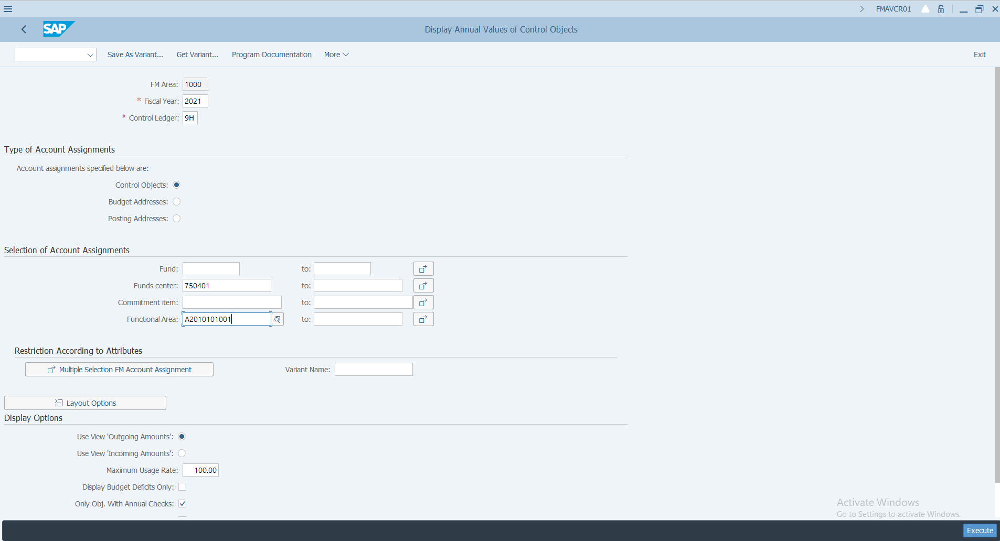 FMAVCR01
SAP
Display Annual Values of Control Objects
Save As Variant... Get Variant... Program Documentation More Exit
FM Area: 1000
* Fiscal Year: 2021
* Control Ledger: 9H
Type of Account Assignments
Account assignments specified below are:
Control Objects:
Budget Addresses:
Posting Addresses:
Selection of Account Assignments
Fund: to:
Funds center: 750401 to:
Commitment item: to:
Functional Area: A2010101001 to:
Restriction According to Attributes
Multiple Selection FM Account Assignment Variant Name:
Layout Options
Display Options
Use View 'Outgoing Amounts':
Use View 'Incoming Amounts':
Maximum Usage Rate: 100.00
Display Budget Deficits Only:
Only Obj. With Annual Checks:
Activate Windows
Go to Settings to activate Windows.
Execute